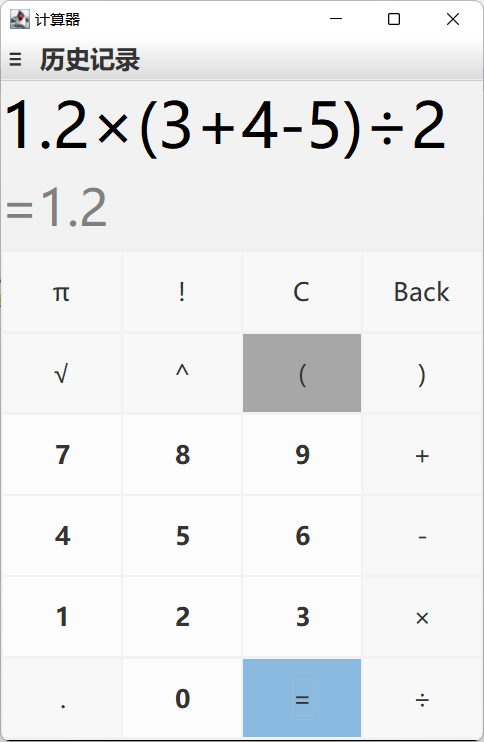 计算器
☰ 历史记录
1.2×(3+4-5)÷2
=1.2
π ! C Back
√ ^ ( )
7 8 9 +
4 5 6 -
1 2 3 ×
. 0 = ÷